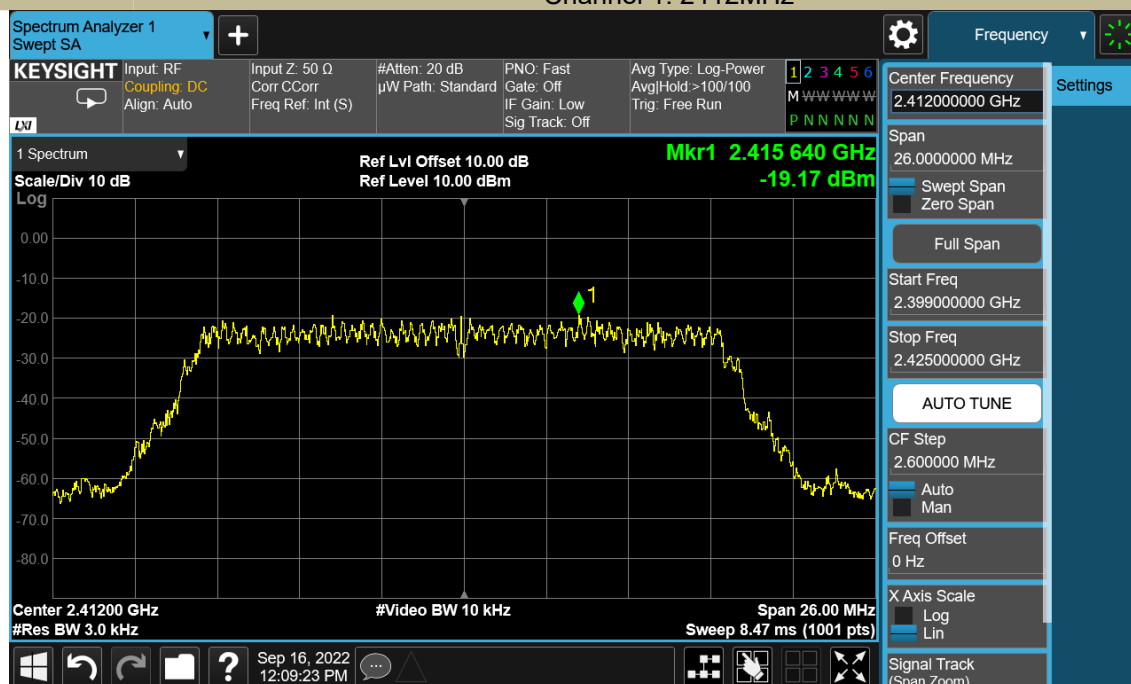 Channel 1: 2412MHz
Spectrum Analyzer 1
Swept SA
Frequency
KEYSIGHT
LXI
Input: RF
Coupling: DC
Align: Auto
Input Z: 50 Ω
Corr CCorr
Freq Ref: Int (S)
#Atten: 20 dB
µW Path: Standard
PNO: Fast
Gate: Off
IF Gain: Low
Sig Track: Off
Avg Type: Log-Power
Avg|Hold:>100/100
Trig: Free Run
1 2 3 4 5 6
M W W W W W
P N N N N N
Center Frequency
2.412000000 GHz
Settings
1 Spectrum
Scale/Div 10 dB
Log
Ref Lvl Offset 10.00 dB
Ref Level 10.00 dBm
Mkr1 2.415 640 GHz
-19.17 dBm
1
0.00
-10.0
-20.0
-30.0
-40.0
-50.0
-60.0
-70.0
-80.0
Span
26.0000000 MHz
Swept Span
Zero Span
Full Span
Start Freq
2.399000000 GHz
Stop Freq
2.425000000 GHz
AUTO TUNE
CF Step
2.600000 MHz
Auto
Man
Freq Offset
0 Hz
X Axis Scale
Log
Lin
Signal Track
(Span Zoom)
Center 2.41200 GHz
#Res BW 3.0 kHz
#Video BW 10 kHz
Span 26.00 MHz
Sweep 8.47 ms (1001 pts)
?
Sep 16, 2022
12:09:23 PM